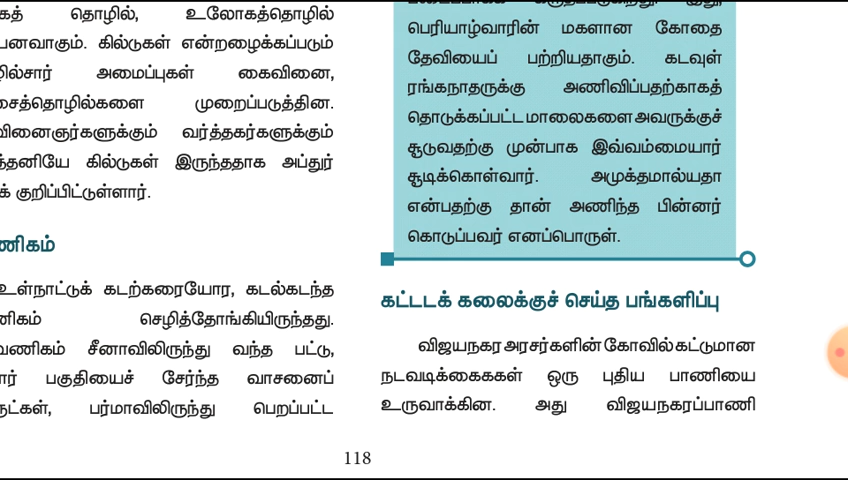 கத் தொழில், உலோகத்தொழில்
பனவாகும். கில்டுகள் என்றழைக்கப்படும்
ழில்சார் அமைப்புகள் கைவினை,
சைத்தொழில்களை முறைப்படுத்தின.
வினைஞர்களுக்கும் வர்த்தகர்களுக்கும்
த்தனியே கில்டுகள் இருந்ததாக அப்துர்
க் குறிப்பிட்டுள்ளார்.
ணிகம்
உள்நாட்டுக் கடற்கரையோர, கடல்கடந்த
ணிகம் செழித்தோங்கியிருந்தது.
வணிகம் சீனாவிலிருந்து வந்த பட்டு,
ார் பகுதியைச் சேர்ந்த வாசனைப்
ருட்கள், பர்மாவிலிருந்து பெறப்பட்ட
பெரியாழ்வாரின் மகளான கோதை
தேவியைப் பற்றியதாகும். கடவுள்
ரங்கநாதருக்கு அணிவிப்பதற்காகத்
தொடுக்கப்பட்ட மாலைகளை அவருக்குச்
சூடுவதற்கு முன்பாக இவ்வம்மையார்
சூடிக்கொள்வார். அமுக்தமால்யதா
என்பதற்கு தான் அணிந்த பின்னர்
கொடுப்பவர் எனப்பொருள்.
கட்டடக் கலைக்குச் செய்த பங்களிப்பு
விஜயநகர அரசர்களின் கோவில் கட்டுமான
நடவடிக்கைககள் ஒரு புதிய பாணியை
உருவாக்கின. அது விஜயநகரப்பாணி
118